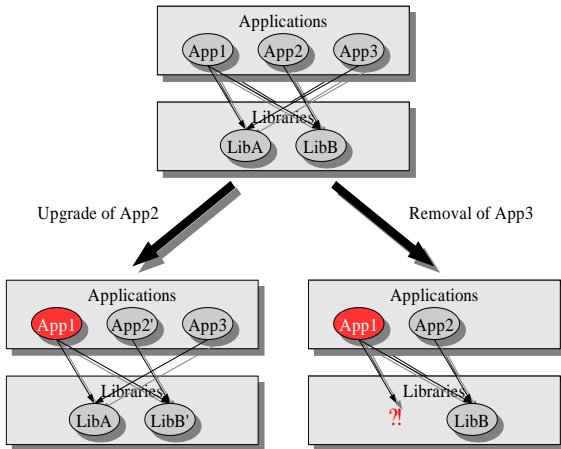 Applications
App1 App2 App3
Libraries
LibA LibB
Upgrade of App2
Removal of App3
Applications
App1 App2' App3
Libraries
LibA LibB'
Applications
App1 App2
Libraries
?! LibB